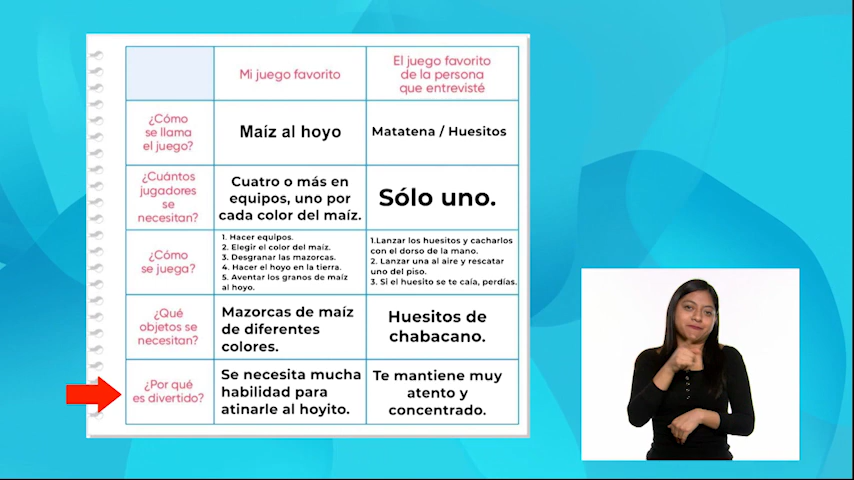 Mi juego favorito
El juego favorito
de la persona
que entrevisté
¿Cómo
se llama
el juego?
Maíz al hoyo
Matatena / Huesitos
¿Cuántos
jugadores
se
necesitan?
Cuatro o más en
equipos, uno por
cada color del maíz.
Sólo uno.
¿Cómo
se juega?
1. Hacer equipos.
2. Elegir el color del maíz.
3. Desgranar las mazorcas.
4. Hacer el hoyo en la tierra.
5. Aventar los granos de maíz
al hoyo.
1.Lanzar los huesitos y cacharlos
con el dorso de la mano.
2. Lanzar una al aire y rescatar
uno del piso.
3. Si el huesito se te caía, perdías.
¿Qué
objetos se
necesitan?
Mazorcas de maíz
de diferentes
colores.
Huesitos de
chabacano.
¿Por qué
es divertido?
Se necesita mucha
habilidad para
atinarle al hoyito.
Te mantiene muy
atento y
concentrado.